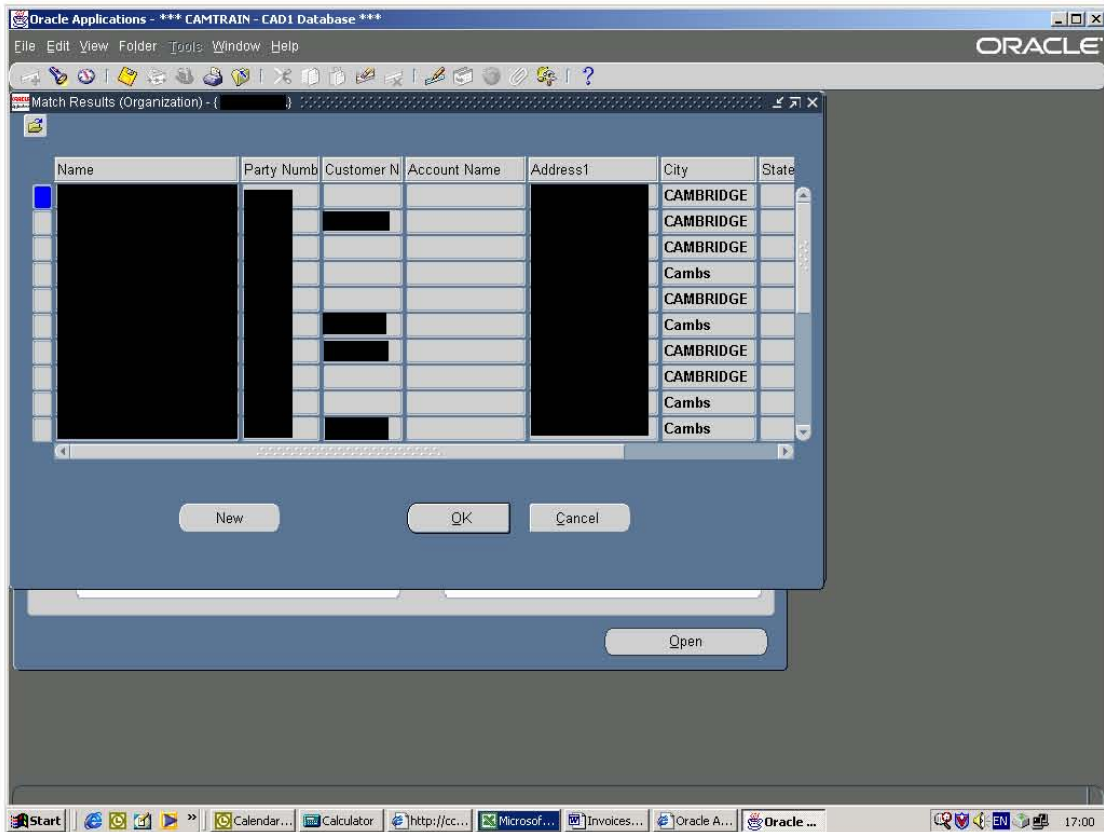 Oracle Applications - *** CAMTRAIN - CAD1 Database ***
File Edit View Folder Tools Window Help
ORACLE
Match Results (Organization) - { }
Name Party Numb Customer N Account Name Address1 City State
CAMBRIDGE
CAMBRIDGE
CAMBRIDGE
Cambs
CAMBRIDGE
Cambs
CAMBRIDGE
CAMBRIDGE
Cambs
Cambs
New OK Cancel
Open
Start » Calendar... Calculator http://cc... Microsof... Invoices... Oracle A... Oracle ... EN 17:00